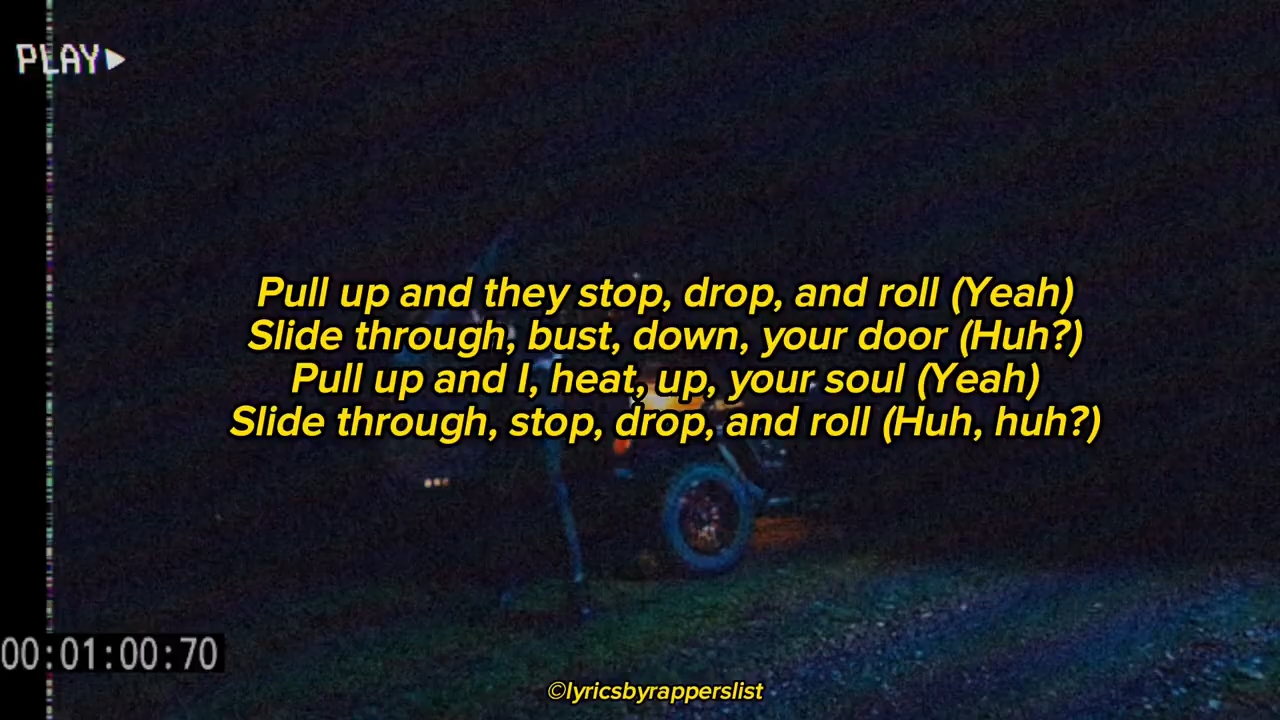 PLAY▶
Pull up and they stop, drop, and roll (Yeah)
Slide through, bust, down, your door (Huh?)
Pull up and I, heat, up, your soul (Yeah)
Slide through, stop, drop, and roll (Huh, huh?)
00:01:00:70
©lyricsbyrapperslist